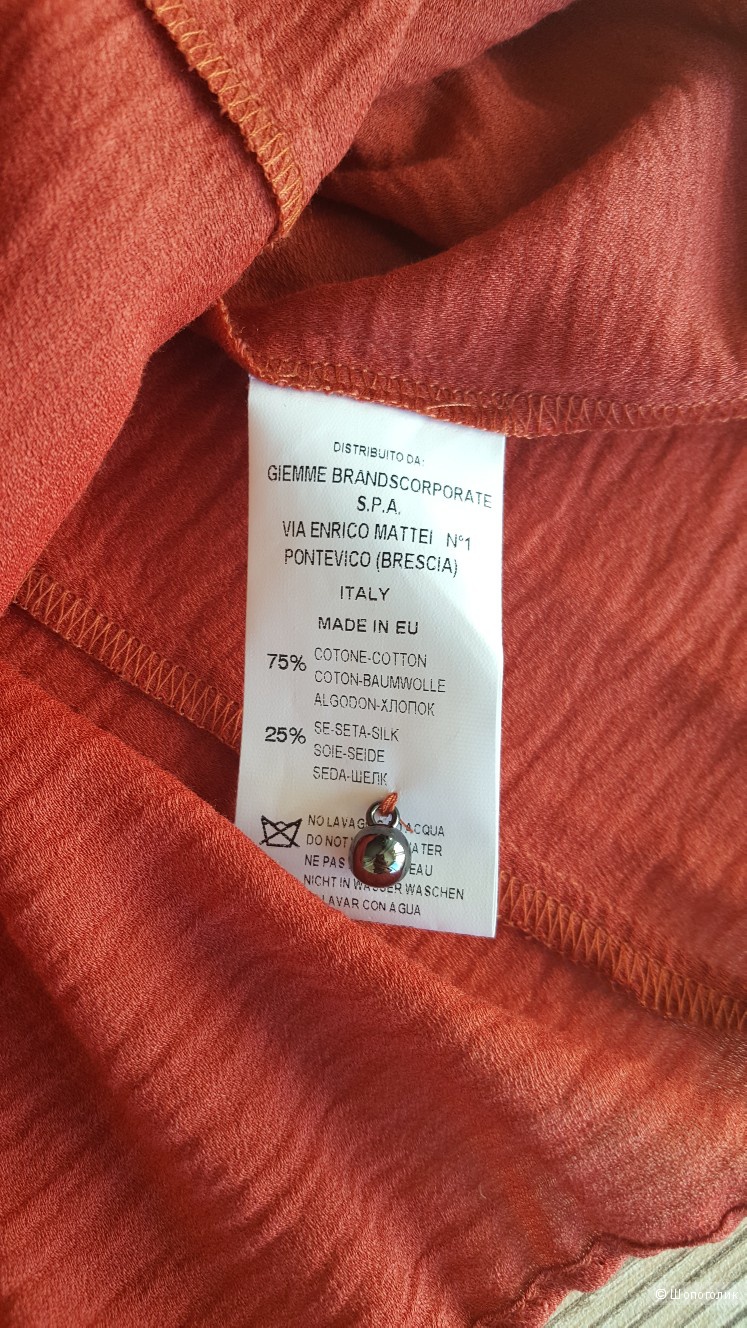 DISTRIBUITO DA:
GIEMME BRANDSCORPORATE
S.P.A.
VIA ENRICO MATTEI N°1
PONTEVICO (BRESCIA)
ITALY
MADE IN EU
75% COTONE-COTTON
COTON-BAUMWOLLE
ALGODON-ХЛОПОК
25% SE-SETA-SILK
SOIE-SEIDE
SEDA-ШЕЛК
NO ACQUA
DO NOT
NE PAS EAU
NICHT IN WASSER WASCHEN
LAVAR CON AGUA
© Шопоголик